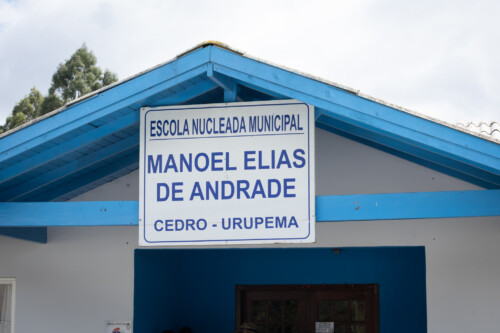 ESCOLA NUCLEADA MUNICIPAL
MANOEL ELIAS
DE ANDRADE
CEDRO - URUPEMA